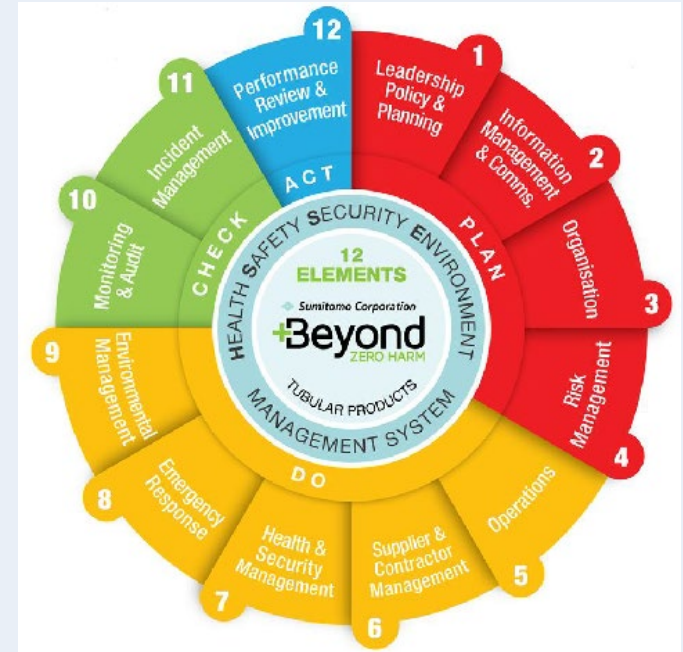 12
Performance
Review &
Improvement
1
Leadership
Policy &
Planning
2
Information
Management
& Comms.
3
Organisation
4
Risk
Management
5
Operations
6
Supplier &
Contractor
Management
7
Health &
Security
Management
8
Emergency
Response
9
Environmental
Management
10
Monitoring
& Audit
11
Incident
Management
ACT
PLAN
DO
CHECK
HEALTH SAFETY SECURITY ENVIRONMENT
MANAGEMENT SYSTEM
12
ELEMENTS
Sumitomo Corporation
+Beyond
ZERO HARM
TUBULAR PRODUCTS